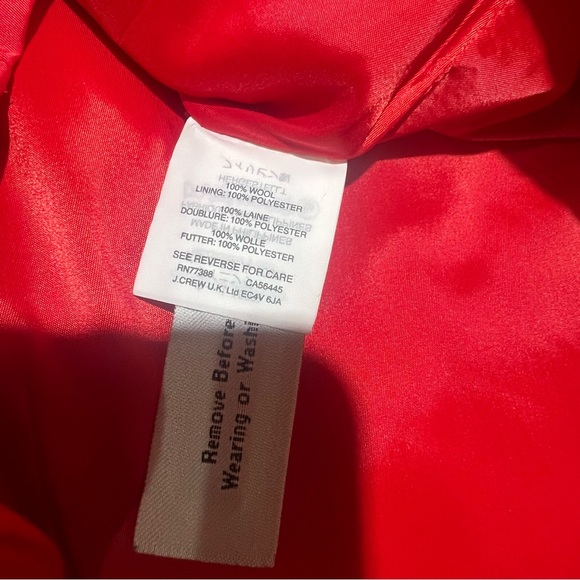 100% WOOL
LINING: 100% POLYESTER
100% LAINE
DOUBLURE: 100% POLYESTER
100% WOLLE
FUTTER: 100% POLYESTER
SEE REVERSE FOR CARE
RN77388 CA56445
J.CREW U.K. Ltd EC4V 6JA
Remove Before
Wearing or Wash